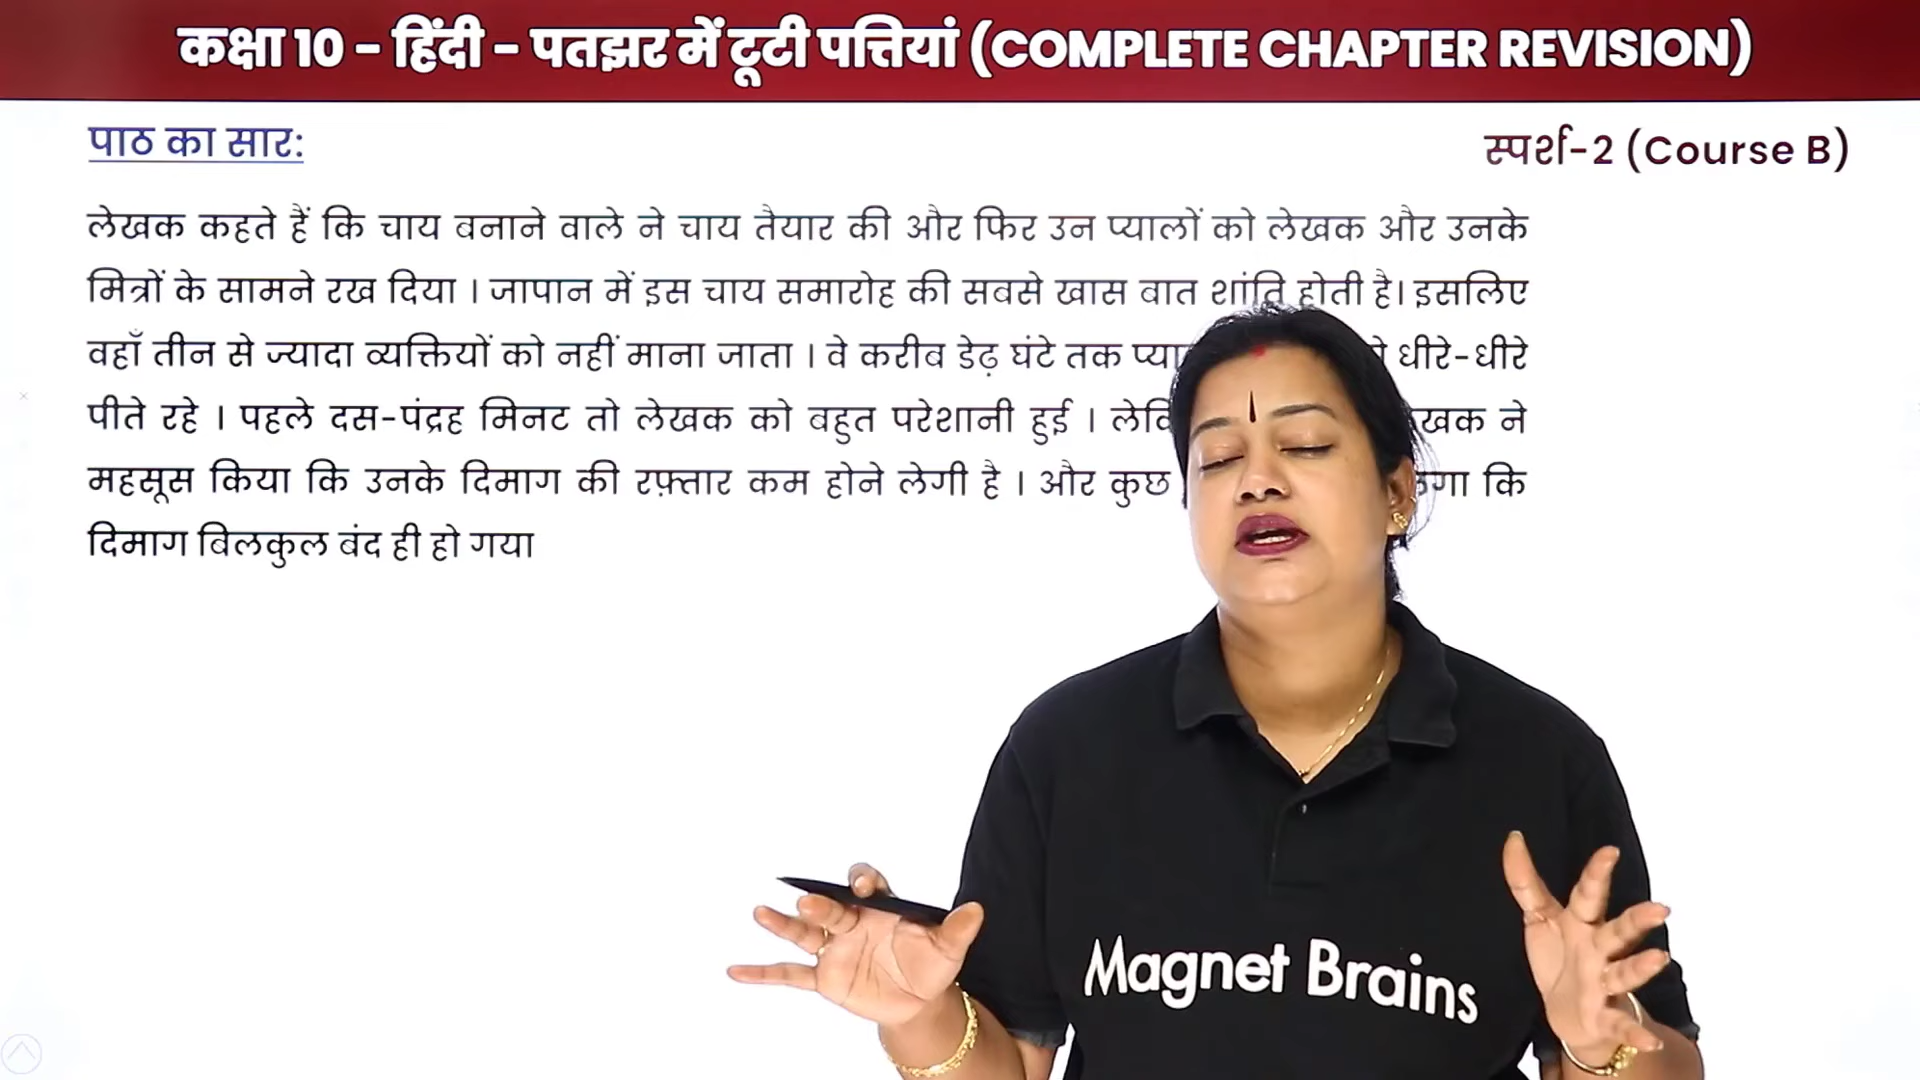 कक्षा 10 - हिंदी - पतझर में टूटी पत्तियां (COMPLETE CHAPTER REVISION)
पाठ का सार:
स्पर्श-2 (Course B)
लेखक कहते हैं कि चाय बनाने वाले ने चाय तैयार की और फिर उन प्यालों को लेखक और उनके
मित्रों के सामने रख दिया । जापान में इस चाय समारोह की सबसे खास बात शांति होती है। इसलिए
वहाँ तीन से ज्यादा व्यक्तियों को नहीं माना जाता । वे करीब डेढ़ घंटे तक धीरे-धीरे
पीते रहे । पहले दस-पंद्रह मिनट तो लेखक को बहुत परेशानी हुई । ने
महसूस किया कि उनके दिमाग की रफ़्तार कम होने लेगी है । और कुछ कि
दिमाग बिलकुल बंद ही हो गया
Magnet Brains